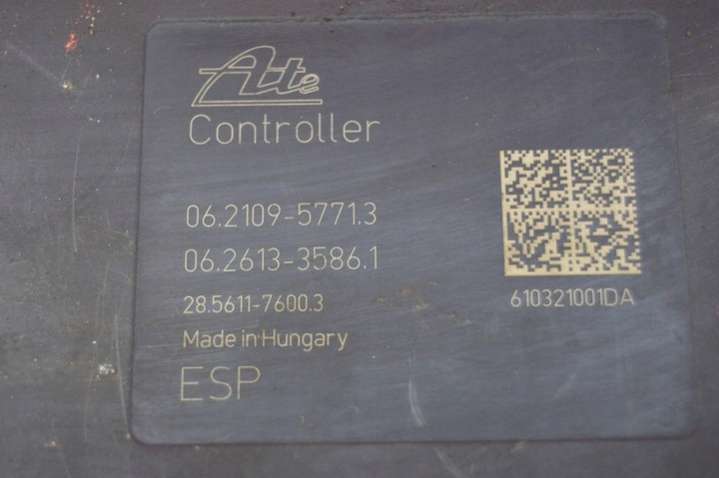 Ate
Controller
06.2109-5771.3
06.2613-3586.1
28.5611-7600.3
Made in Hungary
ESP
610321001DA